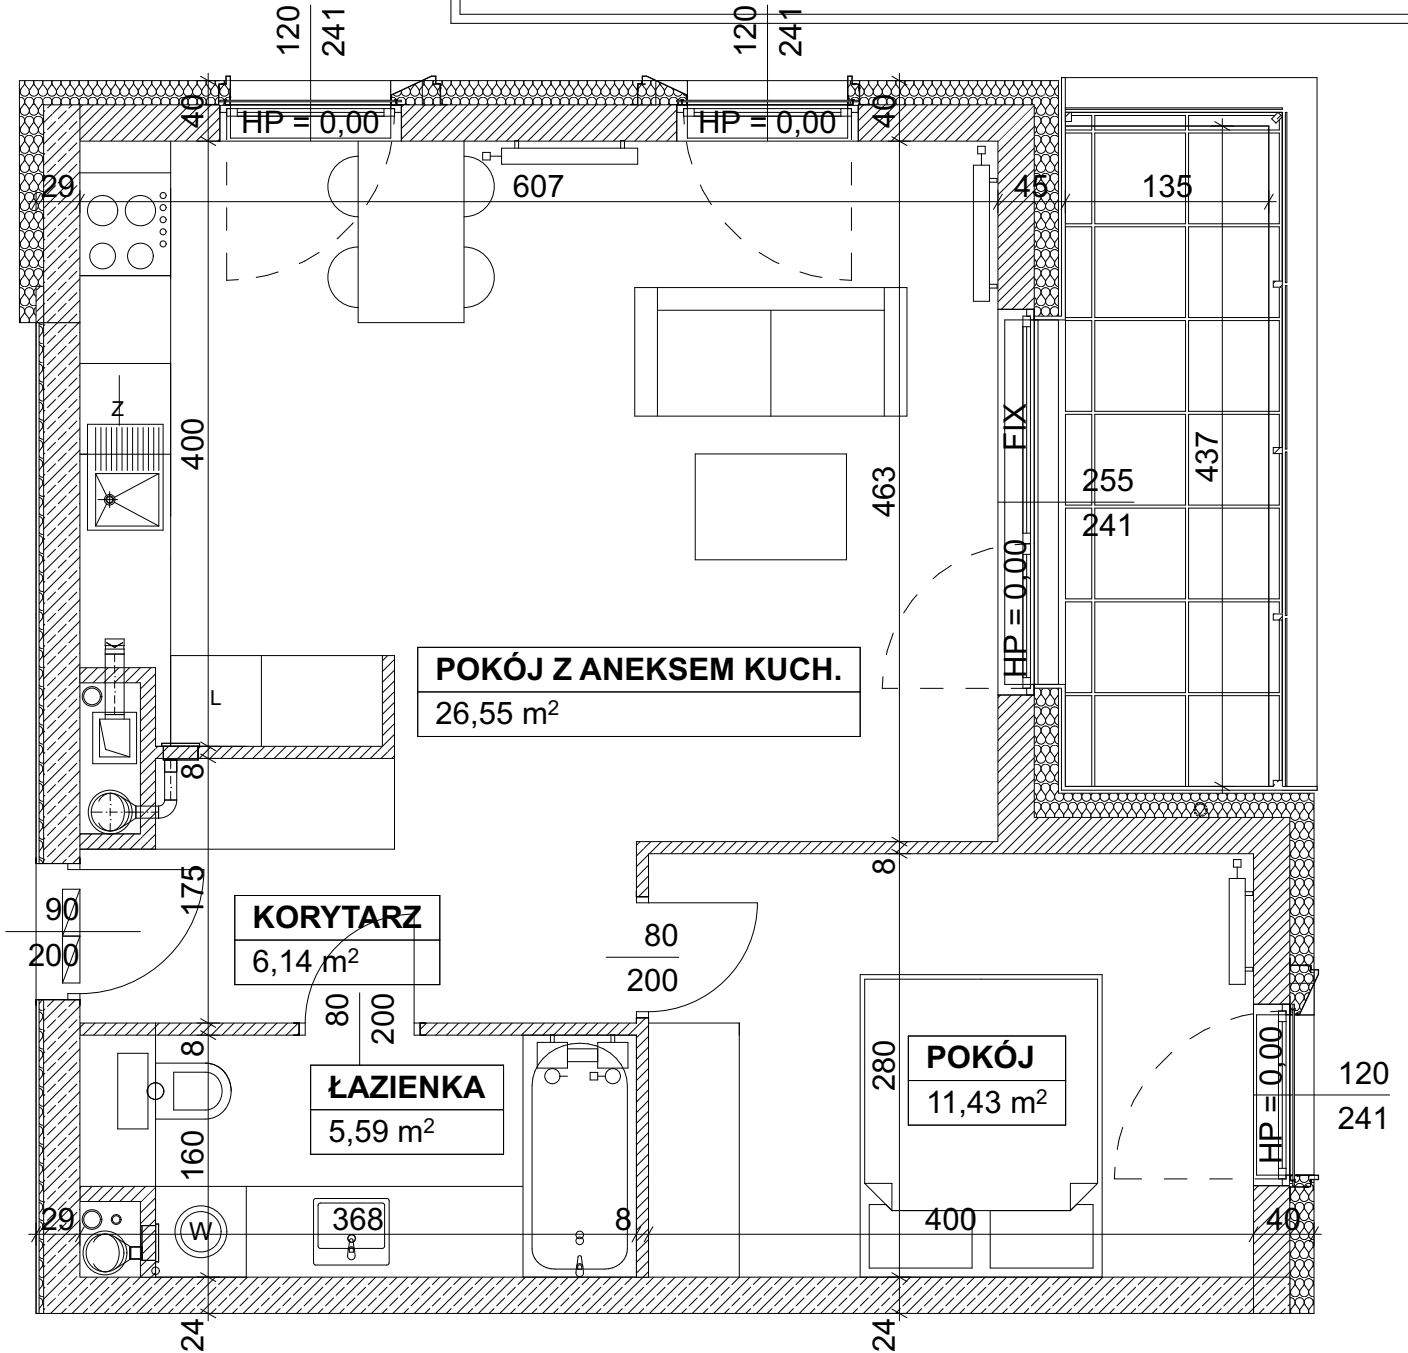 120
241
120
241
40
HP = 0,00
HP = 0,00
40
29
607
45
135
Z
400
463
FIX
437
255
241
HP = 0,00
POKÓJ Z ANEKSEM KUCH.
26,55 m²
L
8
8
175
90
200
KORYTARZ
6,14 m²
80
200
80
200
8
280
POKÓJ
11,43 m²
HP = 0,00
120
241
ŁAZIENKA
5,59 m²
160
29
W
368
8
400
40
24
24